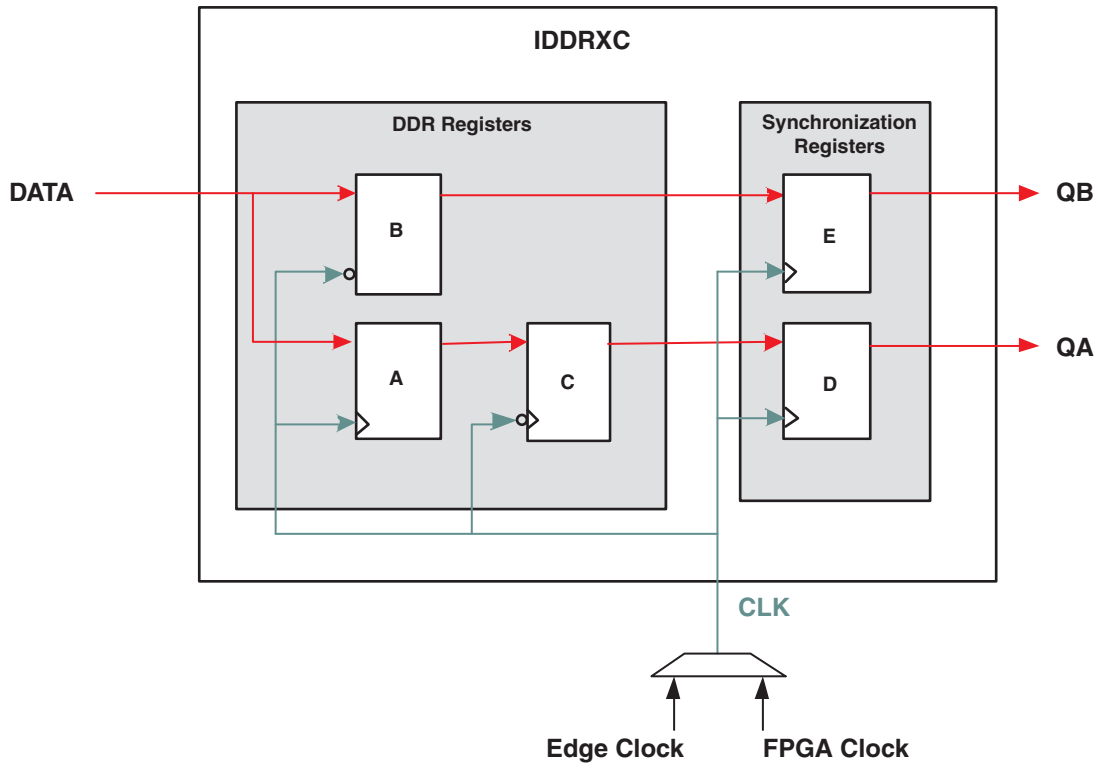 IDDRXC
DDR Registers
Synchronization
Registers
DATA
B
E
QB
A
C
D
QA
CLK
Edge Clock
FPGA Clock